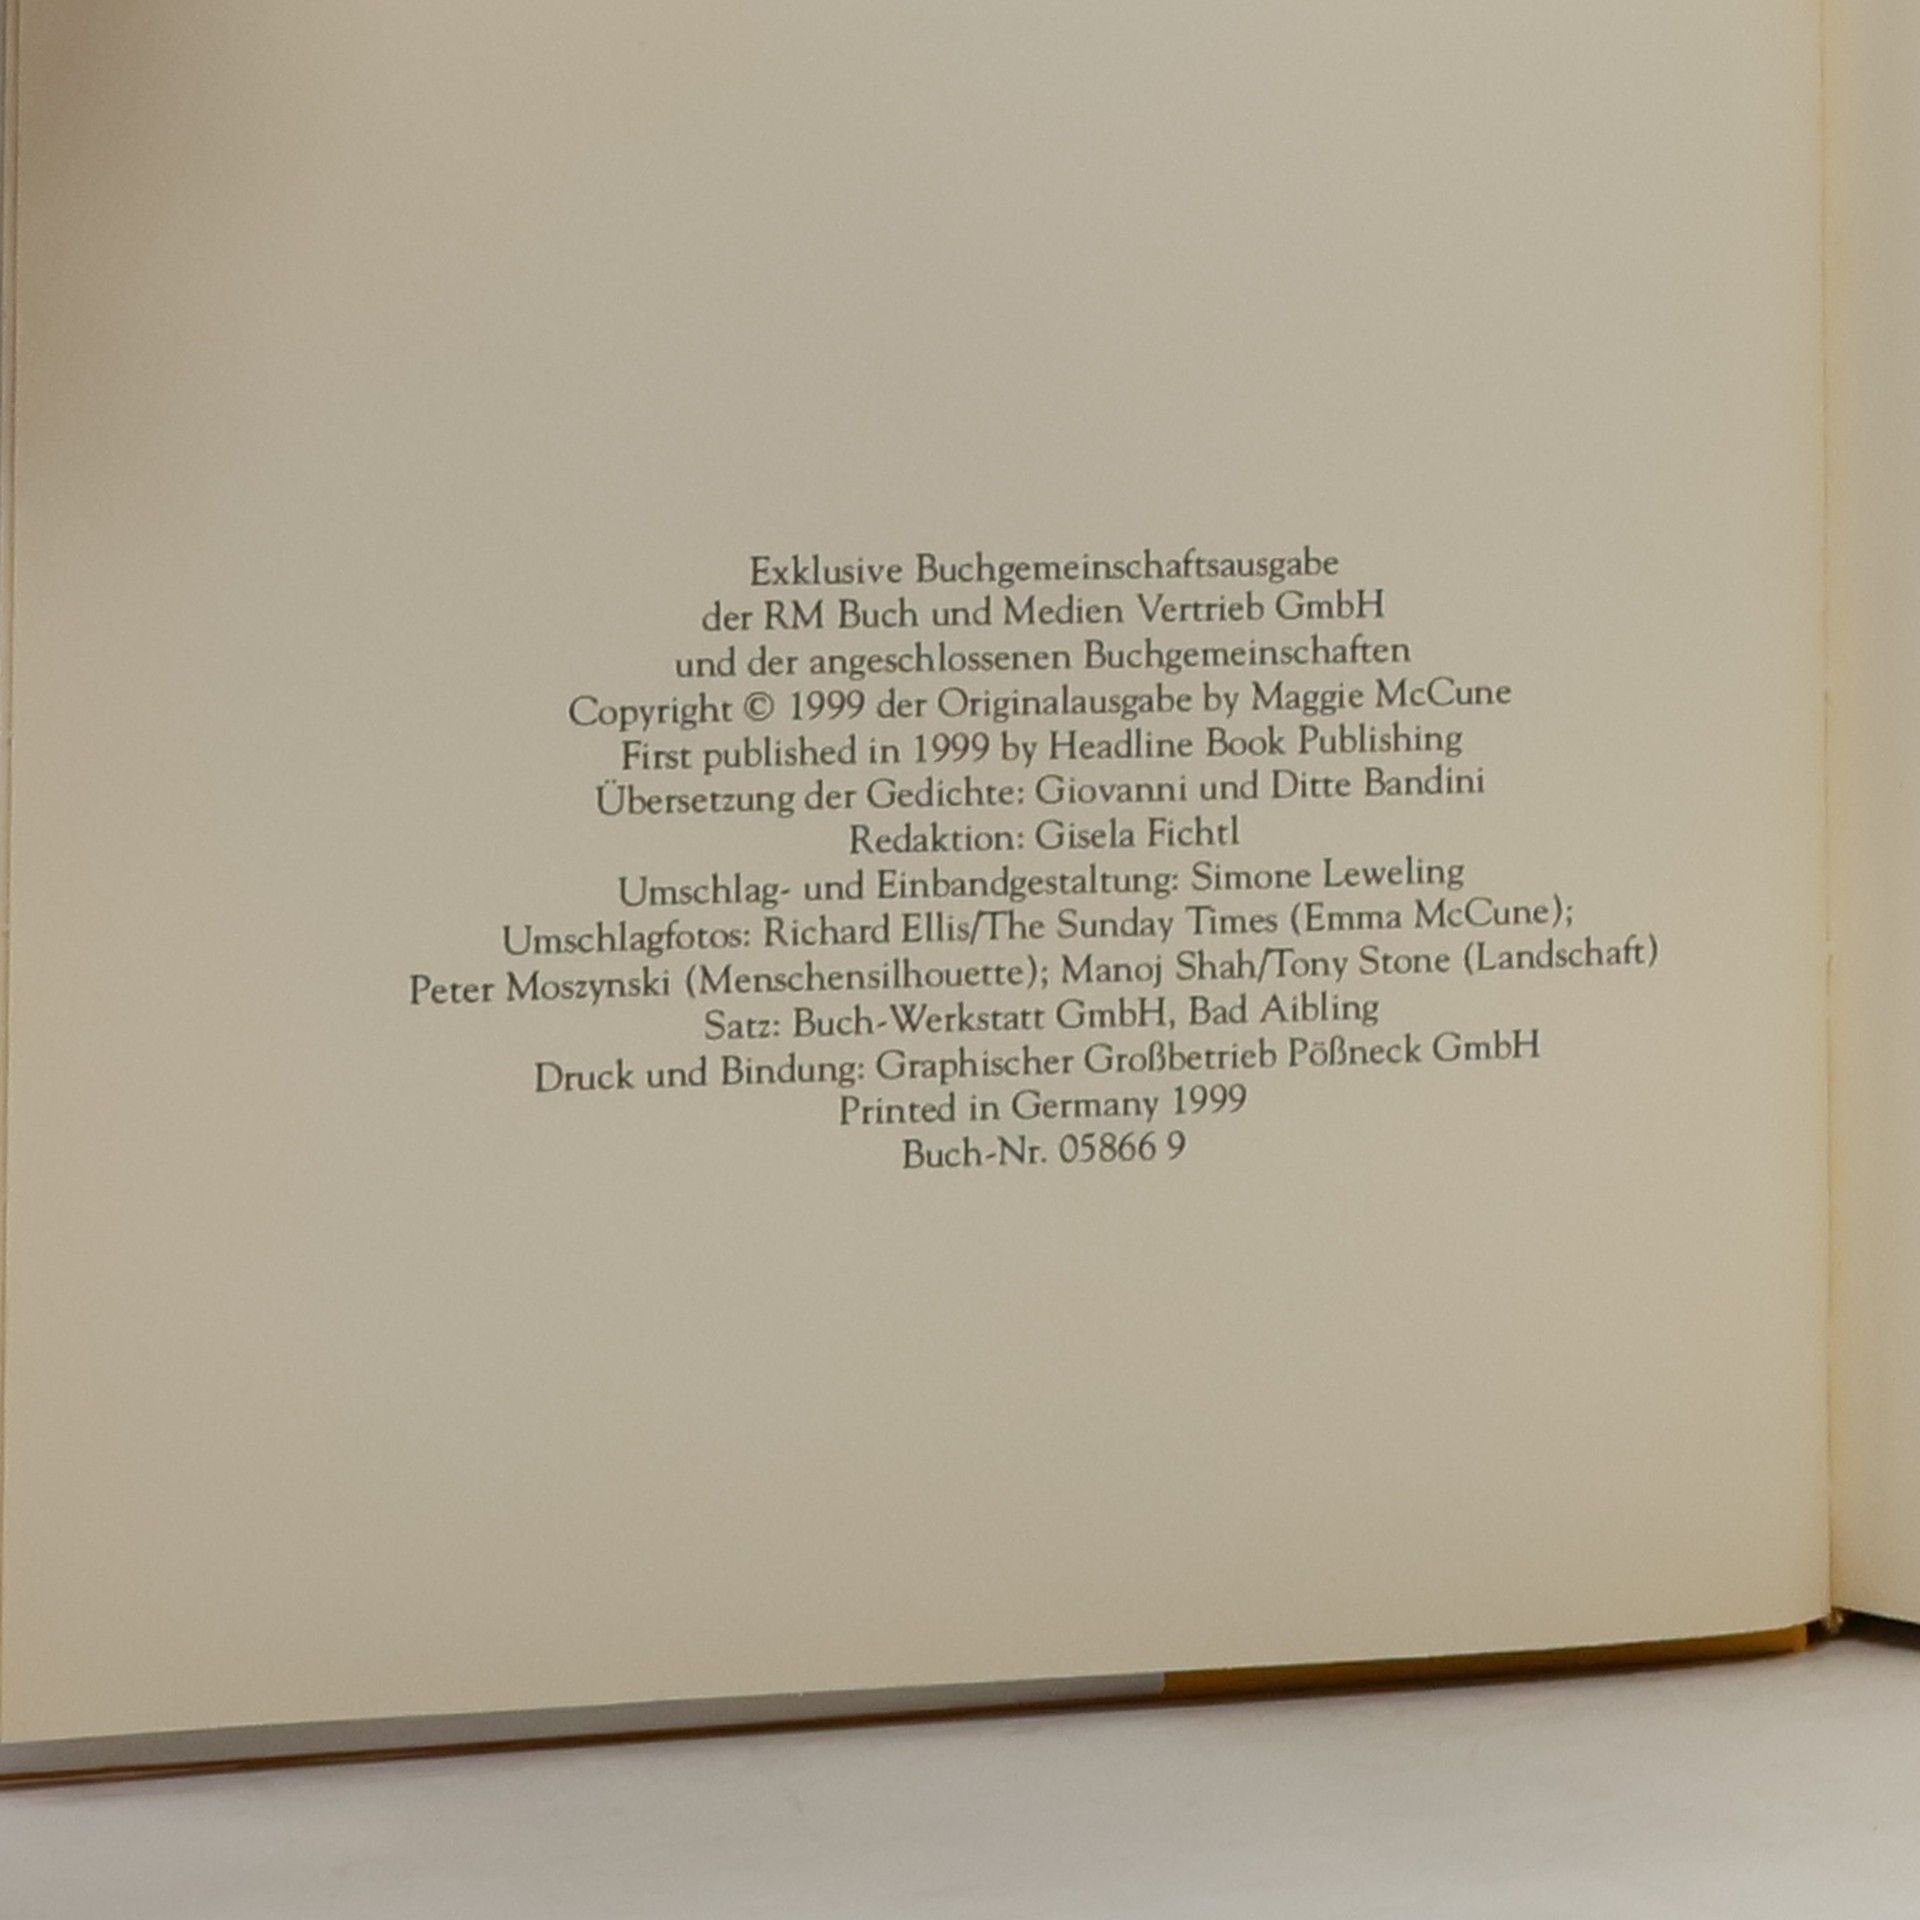 Exklusive Buchgemeinschaftsausgabe
der RM Buch und Medien Vertrieb GmbH
und der angeschlossenen Buchgemeinschaften
Copyright © 1999 der Originalausgabe by Maggie McCune
First published in 1999 by Headline Book Publishing
Übersetzung der Gedichte: Giovanni und Ditte Bandini
Redaktion: Gisela Fichtl
Umschlag- und Einbandgestaltung: Simone Leweling
Umschlagfotos: Richard Ellis/The Sunday Times (Emma McCune);
Peter Moszynski (Menschensilhouette); Manoj Shah/Tony Stone (Landschaft)
Satz: Buch-Werkstatt GmbH, Bad Aibling
Druck und Bindung: Graphischer Großbetrieb Pößneck GmbH
Printed in Germany 1999
Buch-Nr. 05866 9